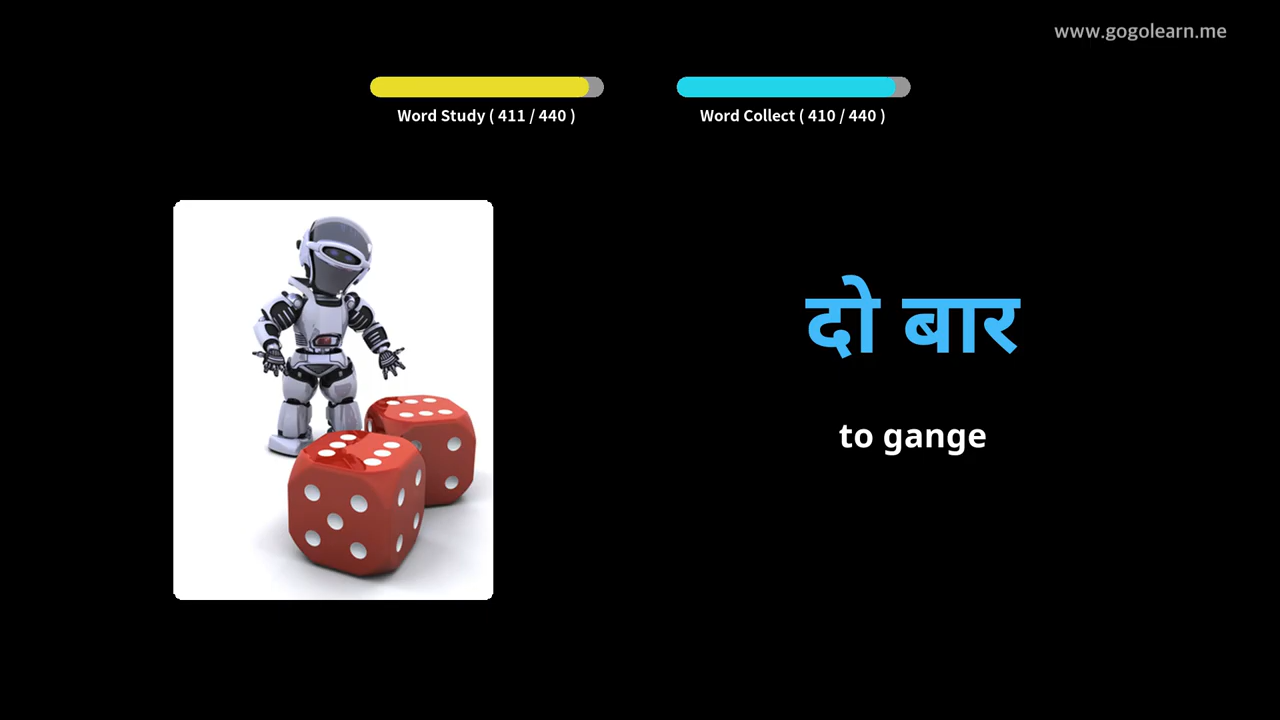 www.gogolearn.me
Word Study ( 411 / 440 )
Word Collect ( 410 / 440 )
दो बार
to gange